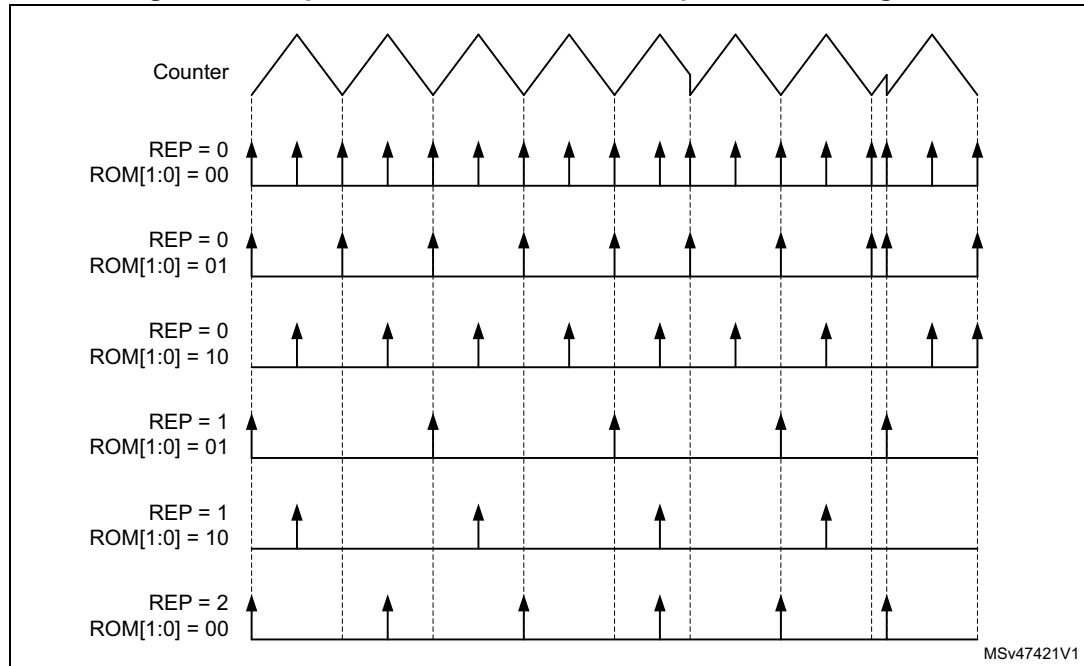 Counter
REP = 0
ROM[1:0] = 00
REP = 0
ROM[1:0] = 01
REP = 0
ROM[1:0] = 10
REP = 1
ROM[1:0] = 01
REP = 1
ROM[1:0] = 10
REP = 2
ROM[1:0] = 00
MSv47421V1